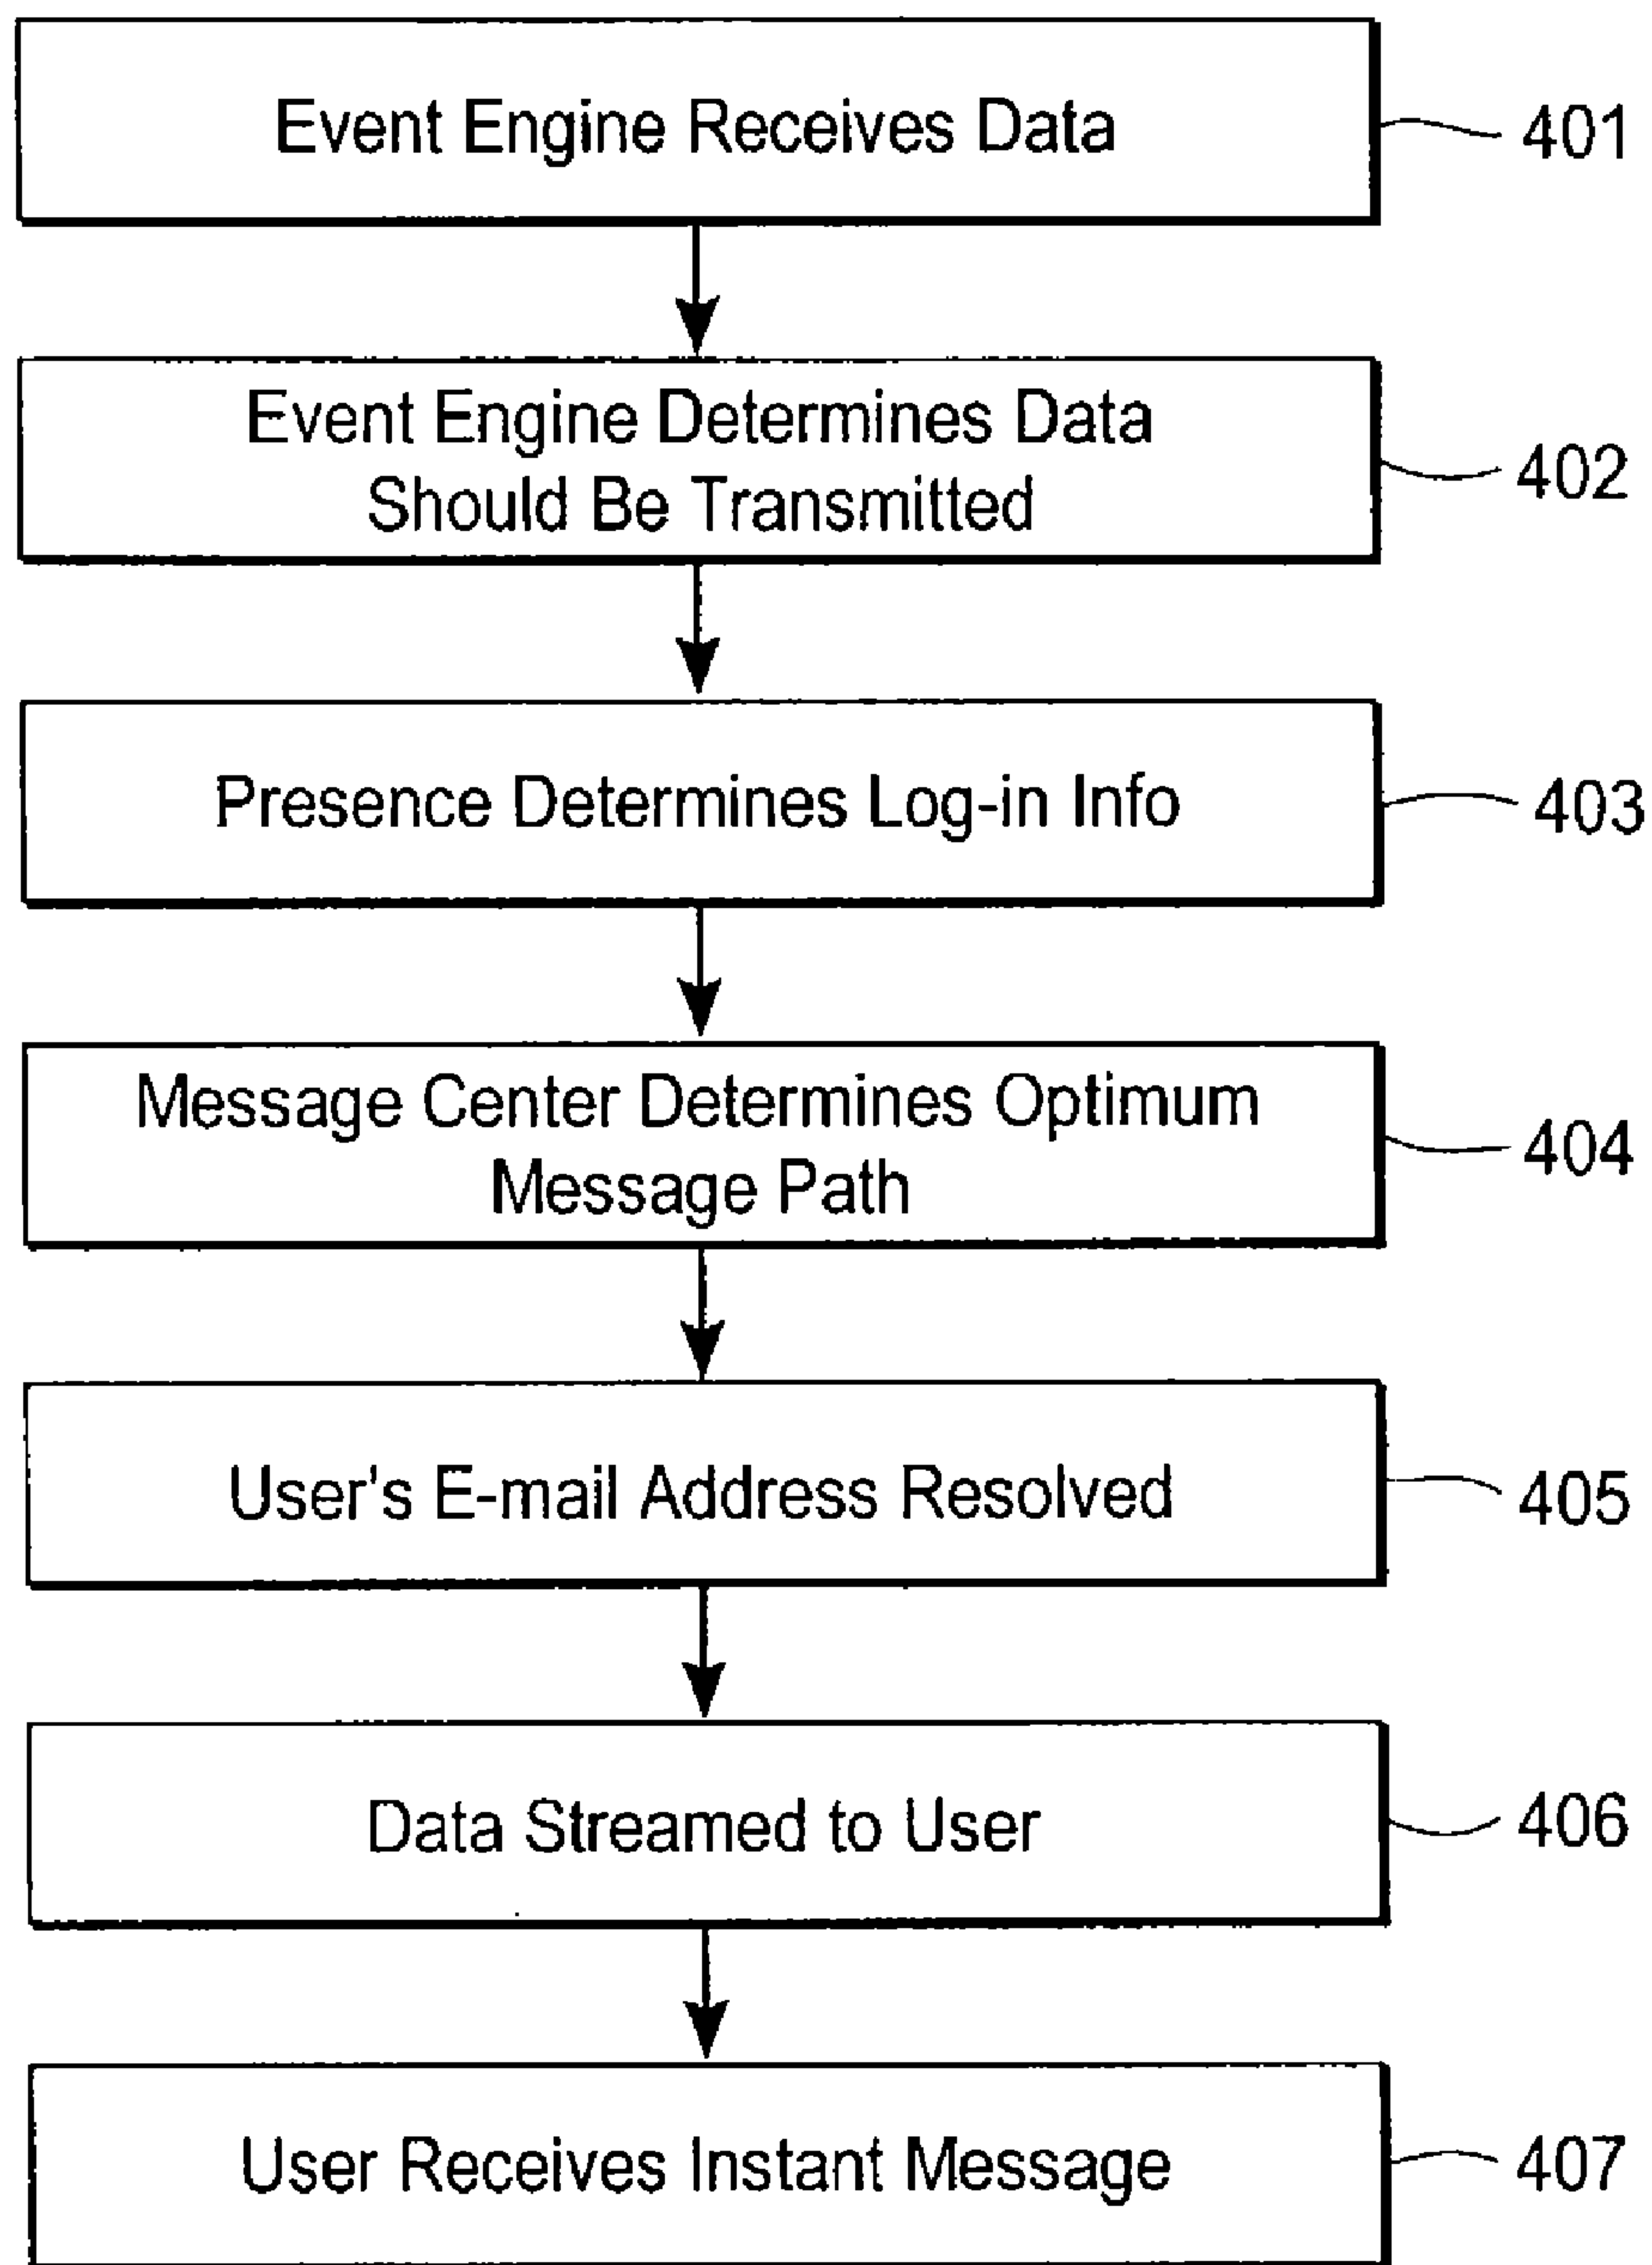 Event Engine Receives Data
401
Event Engine Determines Data
Should Be Transmitted
402
Presence Determines Log-in Info
403
Message Center Determines Optimum
Message Path
404
User's E-mail Address Resolved
405
Data Streamed to User
406
User Receives Instant Message
407